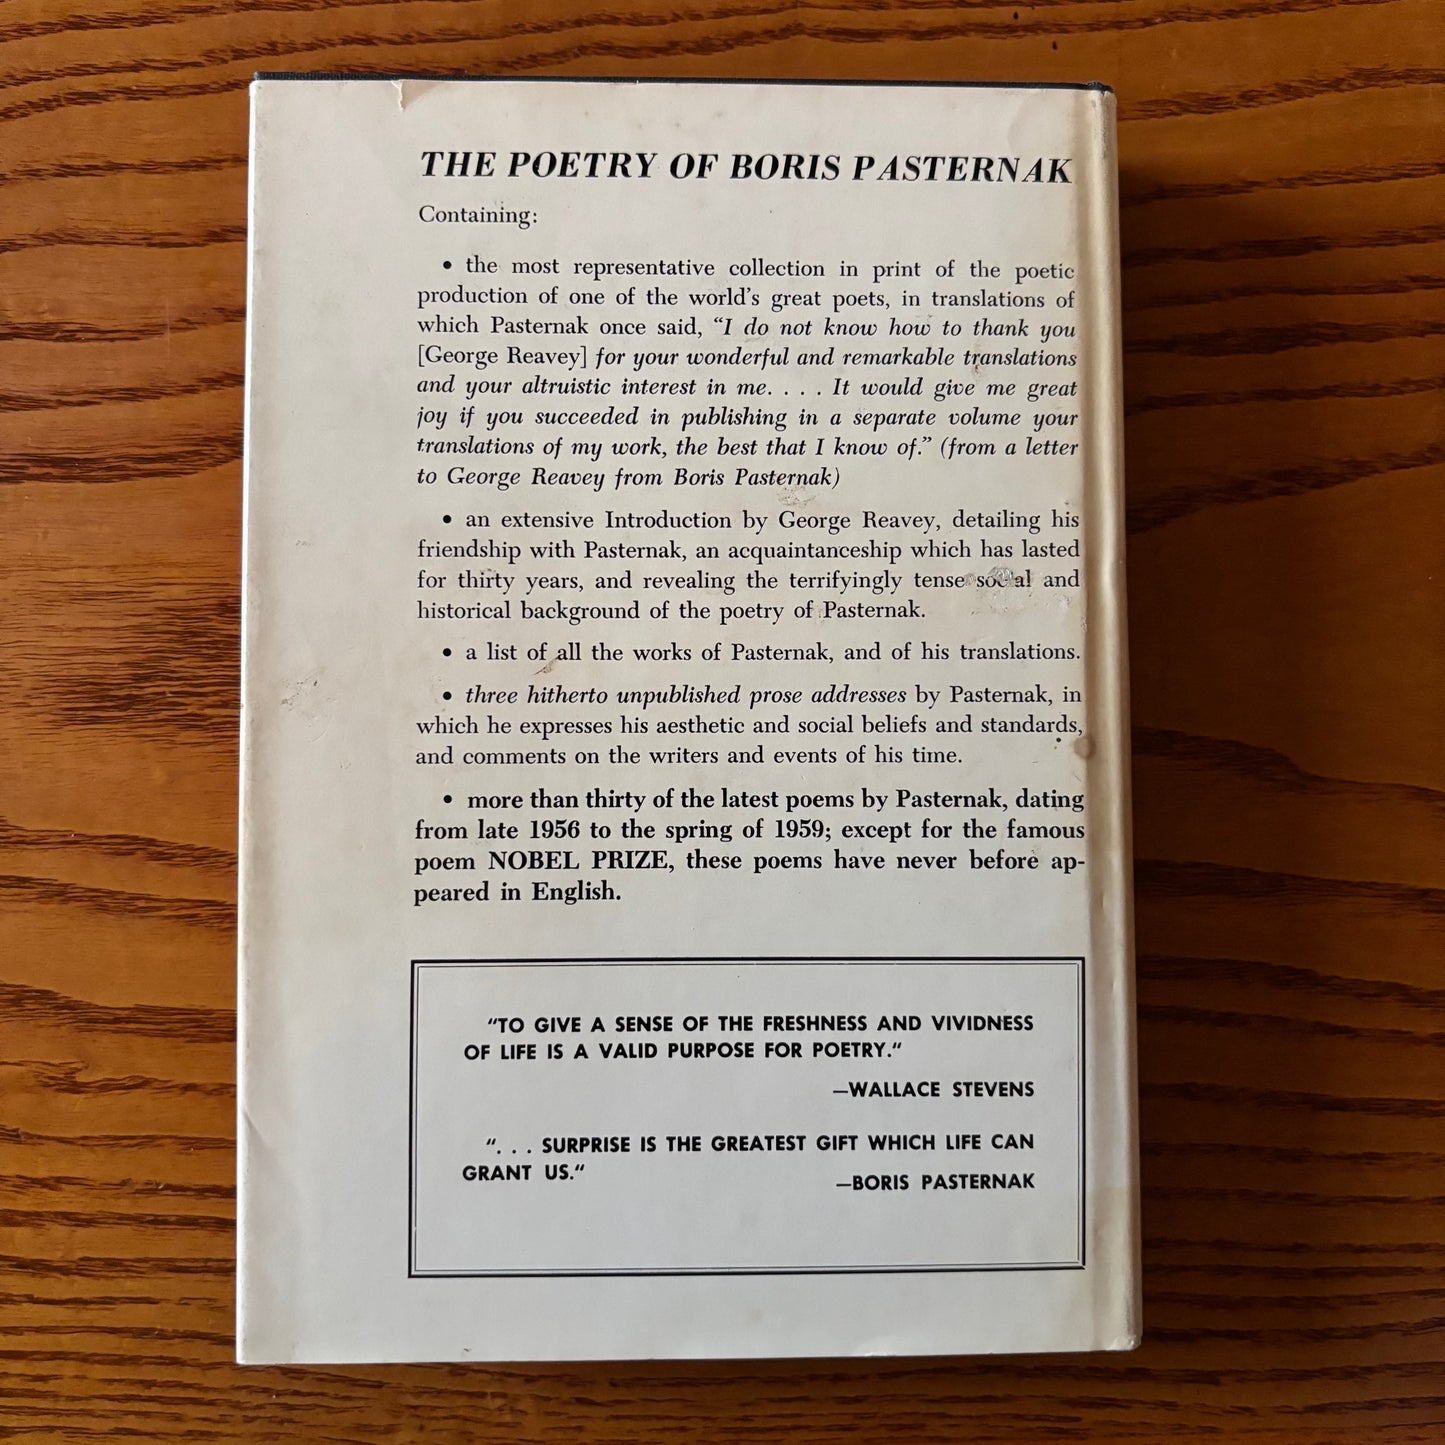 THE POETRY OF BORIS PASTERNAK
Containing:
• the most representative collection in print of the poetic
production of one of the world's great poets, in translations of
which Pasternak once said, "I do not know how to thank you
[George Reavey] for your wonderful and remarkable translations
and your altruistic interest in me. . . . It would give me great
joy if you succeeded in publishing in a separate volume your
translations of my work, the best that I know of." (from a letter
to George Reavey from Boris Pasternak)
• an extensive Introduction by George Reavey, detailing his
friendship with Pasternak, an acquaintanceship which has lasted
for thirty years, and revealing the terrifyingly tense social and
historical background of the poetry of Pasternak.
• a list of all the works of Pasternak, and of his translations.
• three hitherto unpublished prose addresses by Pasternak, in
which he expresses his aesthetic and social beliefs and standards,
and comments on the writers and events of his time.
• more than thirty of the latest poems by Pasternak, dating
from late 1956 to the spring of 1959; except for the famous
poem NOBEL PRIZE, these poems have never before ap-
peared in English.
"TO GIVE A SENSE OF THE FRESHNESS AND VIVIDNESS
OF LIFE IS A VALID PURPOSE FOR POETRY."
—WALLACE STEVENS
". . . SURPRISE IS THE GREATEST GIFT WHICH LIFE CAN
GRANT US."
—BORIS PASTERNAK